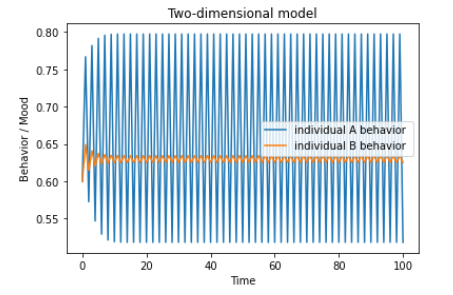 Two-dimensional model
Behavior / Mood
0.80
0.75
0.70
0.65
0.60
0.55
individual A behavior
individual B behavior
0
20
40
60
80
100
Time